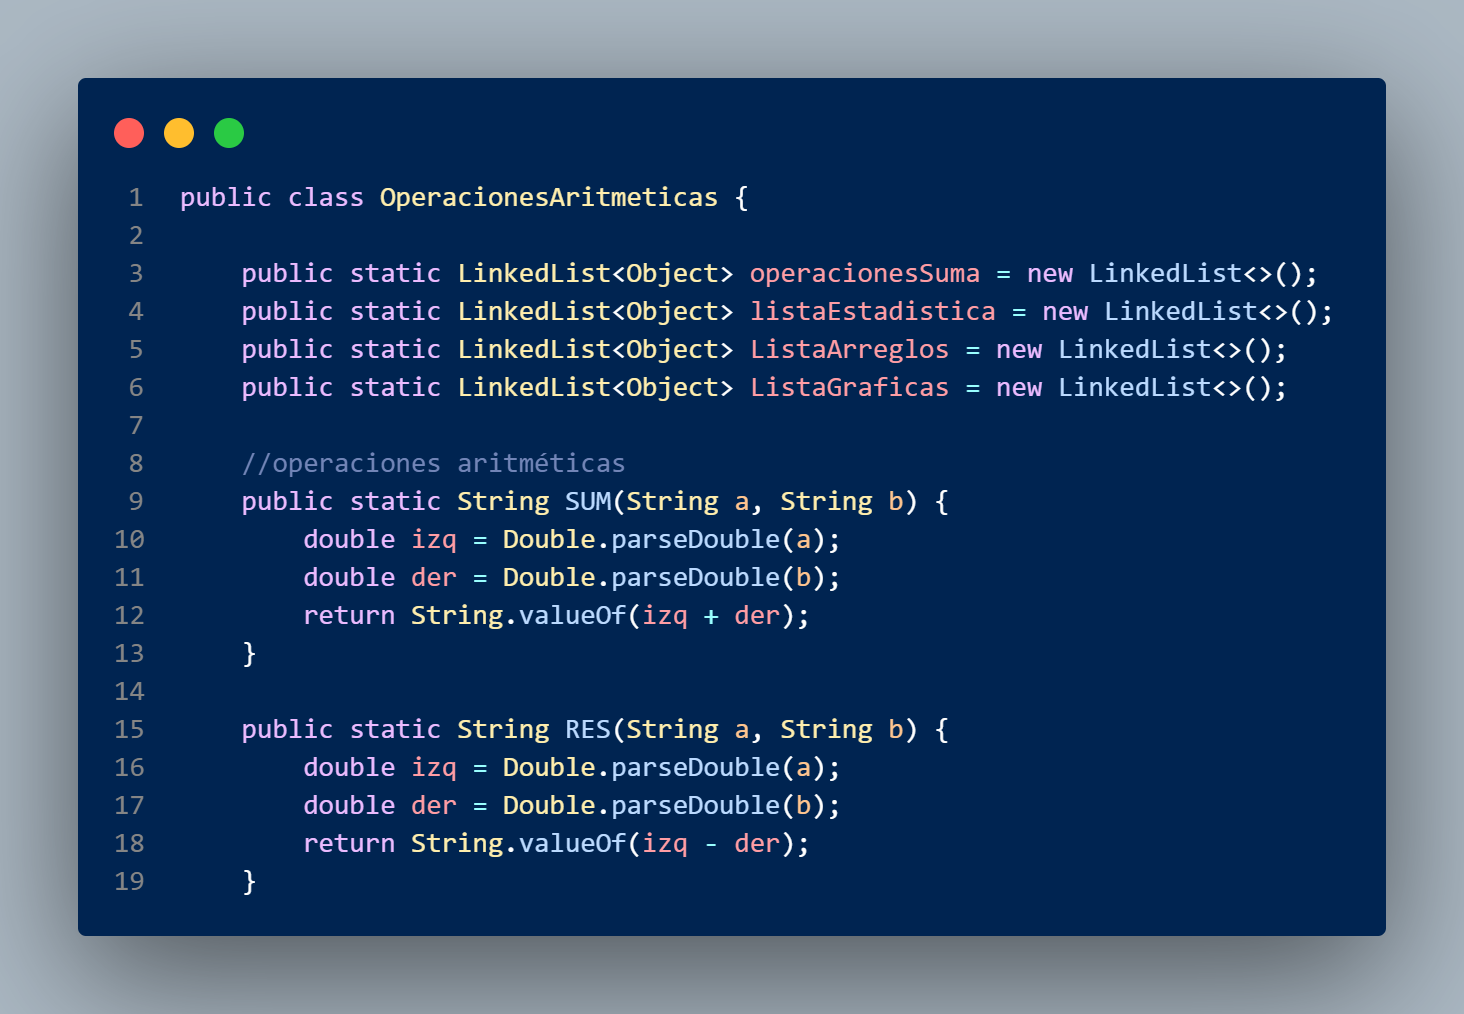 1 public class OperacionesAritmeticas {
2
3     public static LinkedList<Object> operacionesSuma = new LinkedList<>();
4     public static LinkedList<Object> listaEstadistica = new LinkedList<>();
5     public static LinkedList<Object> ListaArreglos = new LinkedList<>();
6     public static LinkedList<Object> ListaGraficas = new LinkedList<>();
7
8     //operaciones aritméticas
9     public static String SUM(String a, String b) {
10         double izq = Double.parseDouble(a);
11         double der = Double.parseDouble(b);
12         return String.valueOf(izq + der);
13     }
14
15     public static String RES(String a, String b) {
16         double izq = Double.parseDouble(a);
17         double der = Double.parseDouble(b);
18         return String.valueOf(izq - der);
19     }